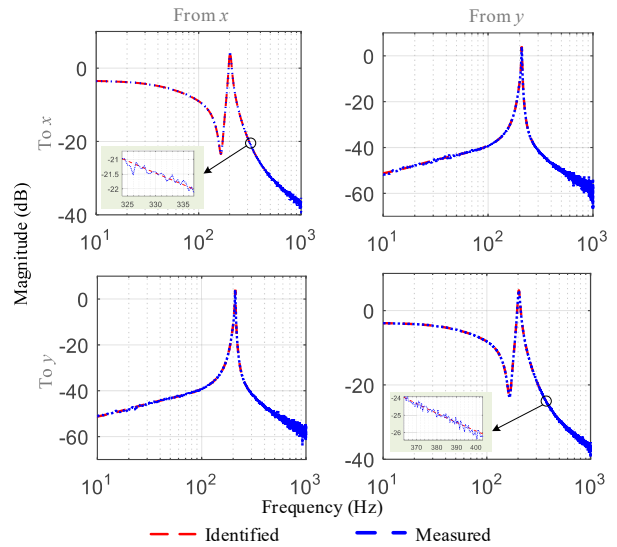 From x
From y
To x
0
-20
-40
-21
-21.5
-22
325 330 335
10^1 10^2 10^3
0
-20
-40
-60
10^1 10^2 10^3
Magnitude (dB)
To y
0
-20
-40
-60
10^1 10^2 10^3
0
-20
-40
-24
-25
-26
370 380 390 400
10^1 10^2 10^3
Frequency (Hz)
Identified
Measured